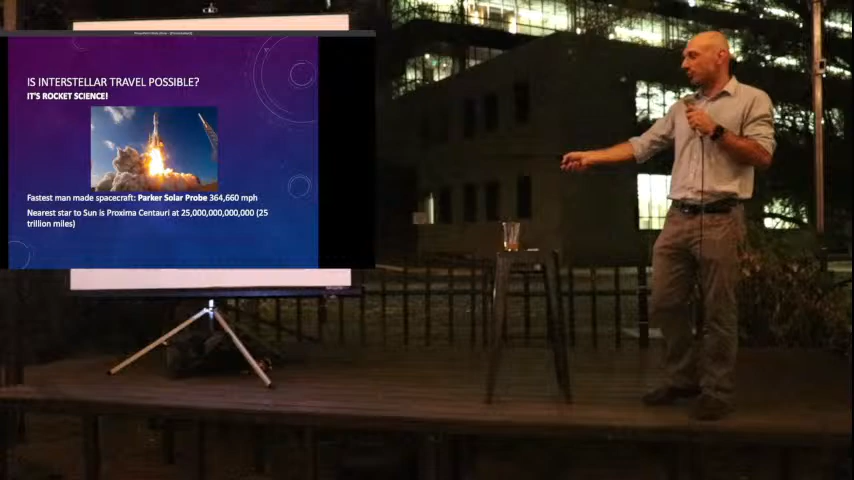 IS INTERSTELLAR TRAVEL POSSIBLE?
IT'S ROCKET SCIENCE!
Fastest man made spacecraft: Parker Solar Probe 364,660 mph
Nearest star to Sun is Proxima Centauri at 25,000,000,000,000 (25
trillion miles)